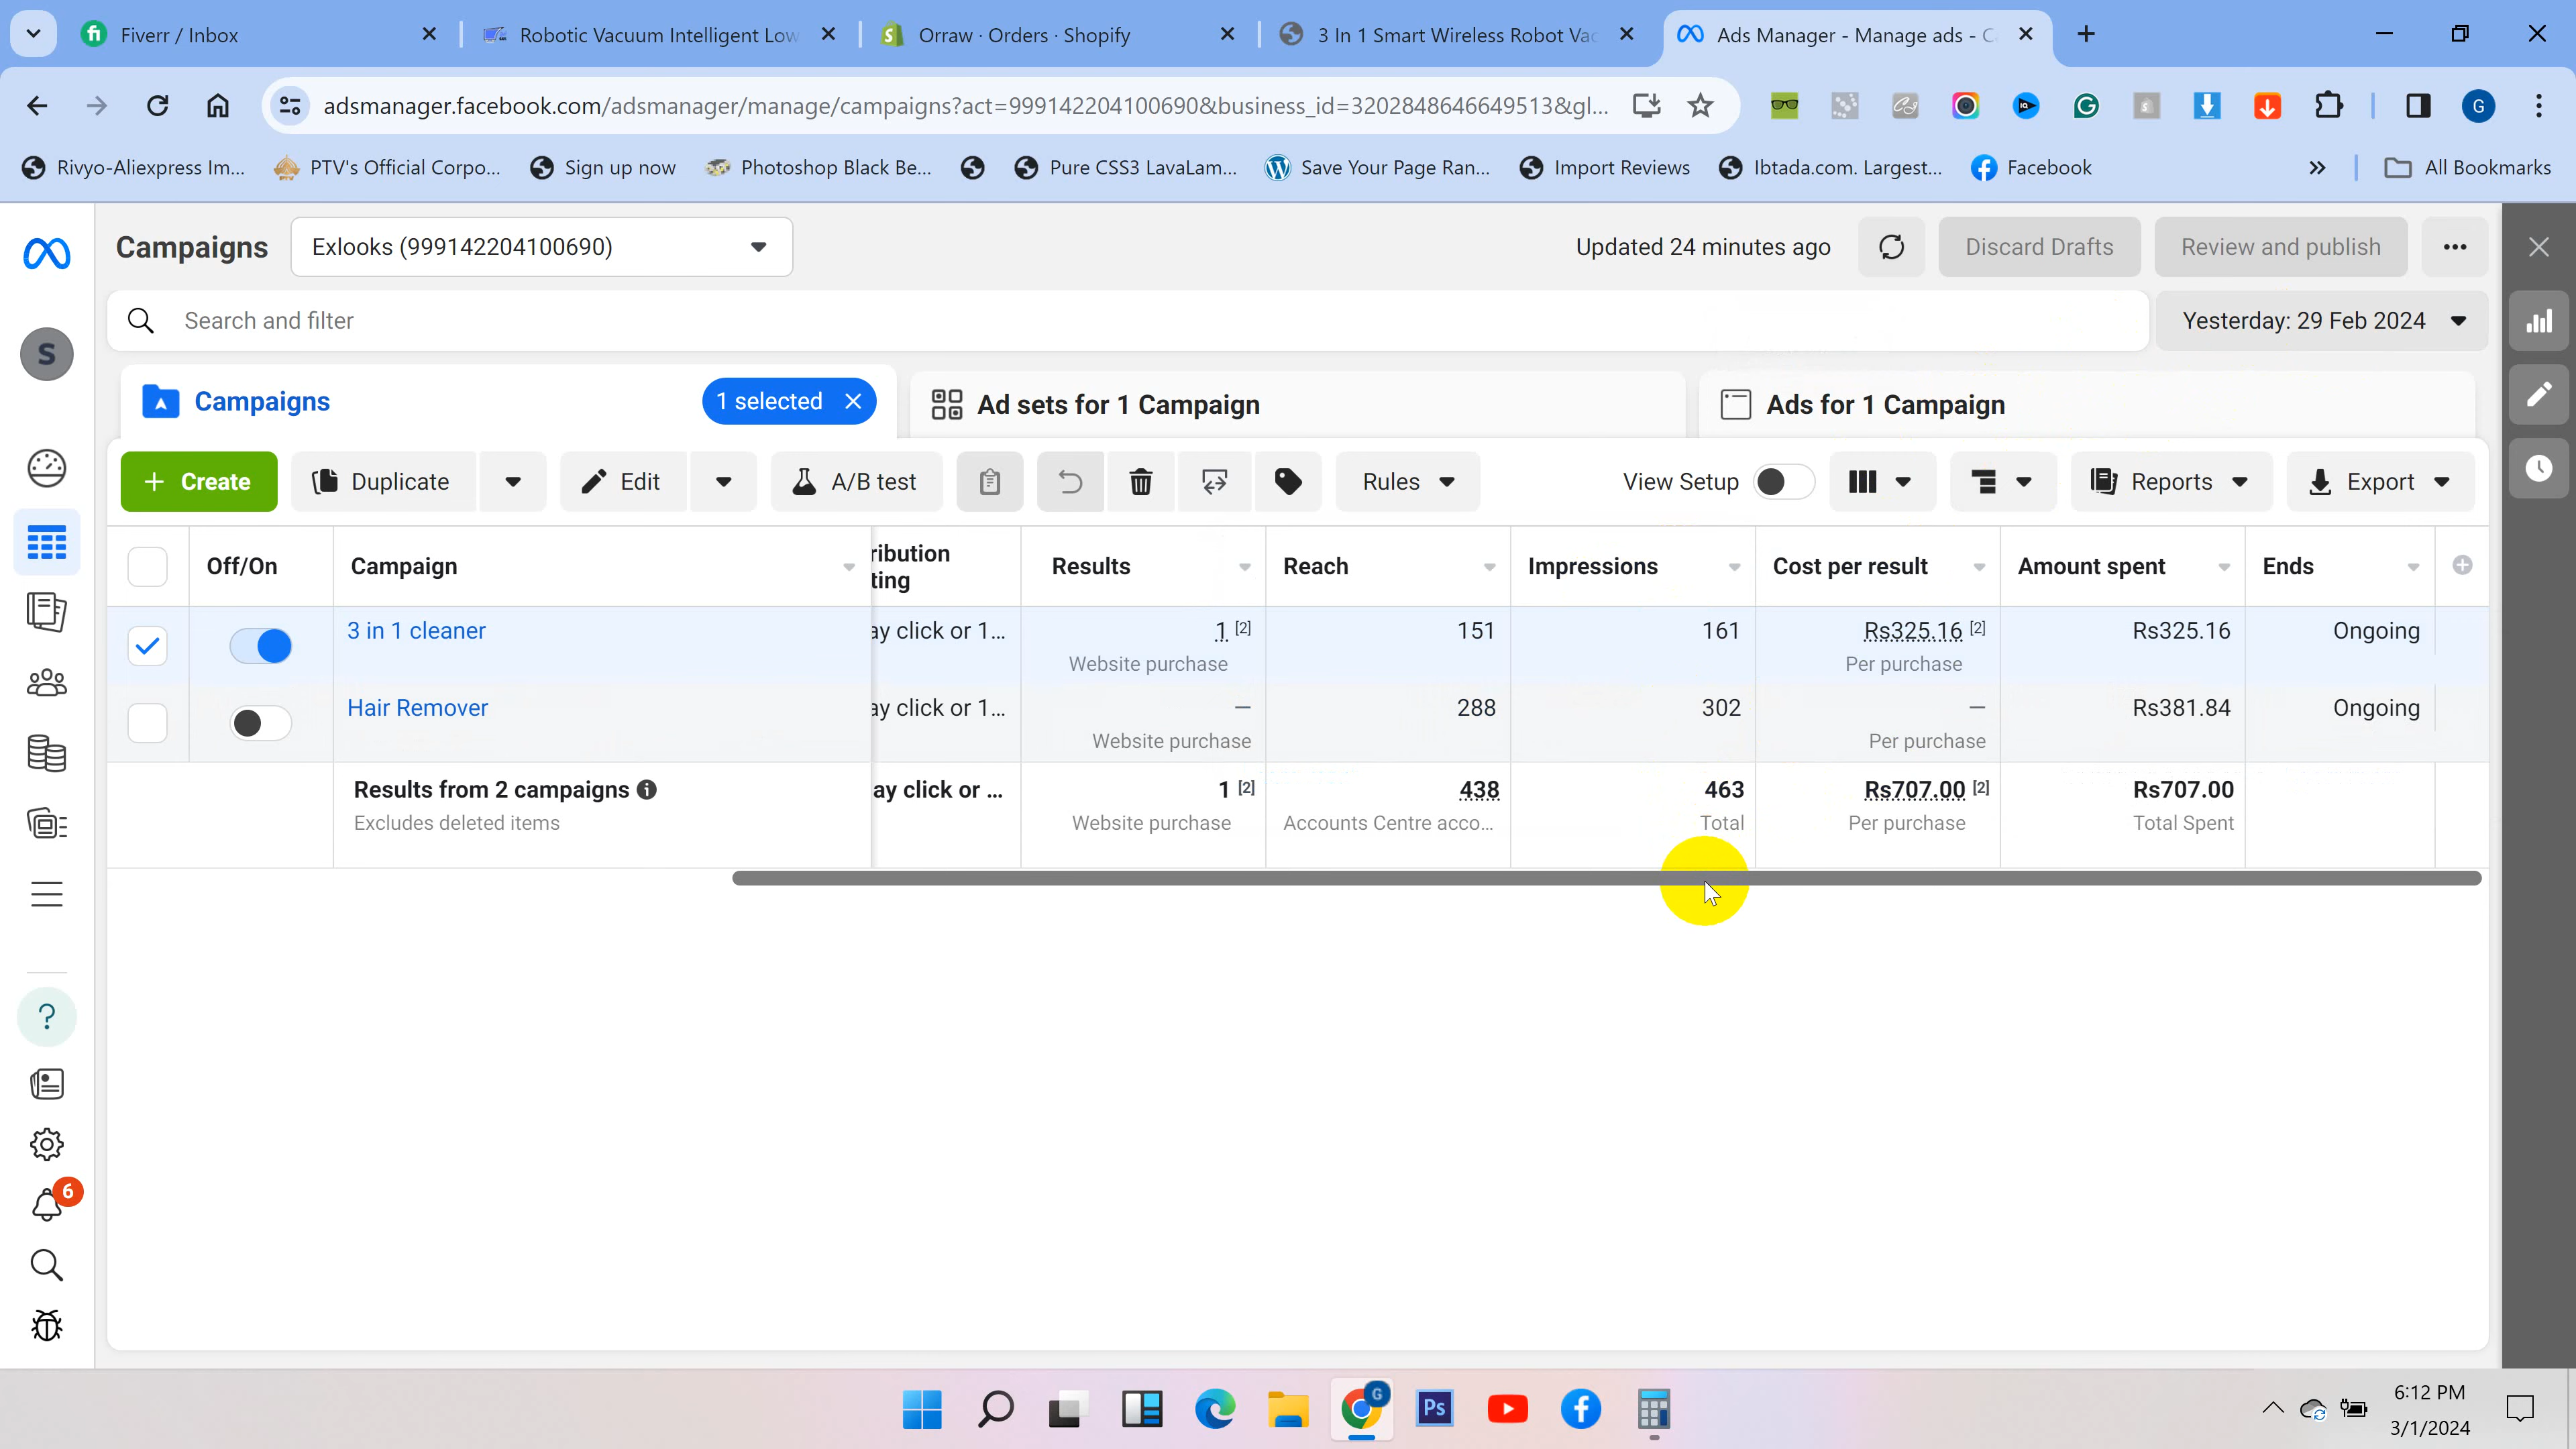 Fiverr / Inbox
Robotic Vacuum Intelligent Low
Orraw · Orders · Shopify
3 In 1 Smart Wireless Robot Vac
Ads Manager - Manage ads - C
adsmanager.facebook.com/adsmanager/manage/campaigns?act=999142204100690&business_id=3202848646649513&gl...
G
Rivyo-Aliexpress Im...
PTV's Official Corpo...
Sign up now
Photoshop Black Be...
Pure CSS3 LavaLam...
Save Your Page Ran...
Import Reviews
Ibtada.com. Largest...
Facebook
All Bookmarks
Campaigns
Exlooks (999142204100690)
Updated 24 minutes ago
Discard Drafts
Review and publish
Search and filter
Yesterday: 29 Feb 2024
S
Campaigns
1 selected
Ad sets for 1 Campaign
Ads for 1 Campaign
+ Create
Duplicate
Edit
A/B test
Rules
View Setup
Reports
Export
Off/On
Campaign
ribution
ting
Results
Reach
Impressions
Cost per result
Amount spent
Ends
3 in 1 cleaner
ay click or 1...
1 [2]
Website purchase
151
161
Rs325.16 [2]
Per purchase
Rs325.16
Ongoing
Hair Remover
ay click or 1...
—
Website purchase
288
302
—
Per purchase
Rs381.84
Ongoing
Results from 2 campaigns
Excludes deleted items
ay click or ...
1 [2]
Website purchase
438
Accounts Centre acco...
463
Total
Rs707.00 [2]
Per purchase
Rs707.00
Total Spent
?
6
G
Ps
6:12 PM
3/1/2024